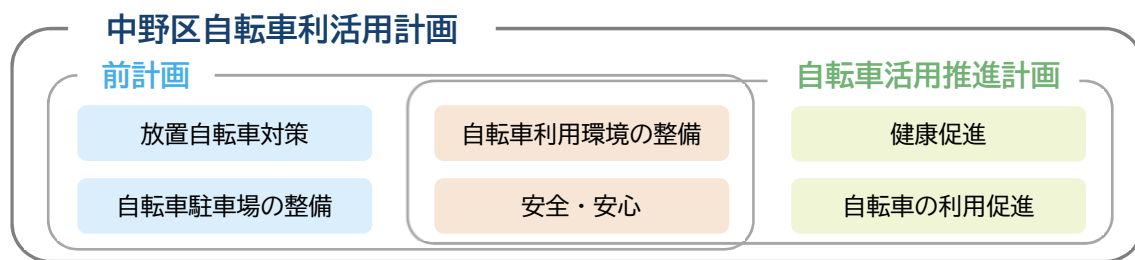 中野区自転車利活用計画
前計画
自転車活用推進計画
放置自転車対策
自転車利用環境の整備
健康促進
自転車駐車場の整備
安全・安心
自転車の利用促進